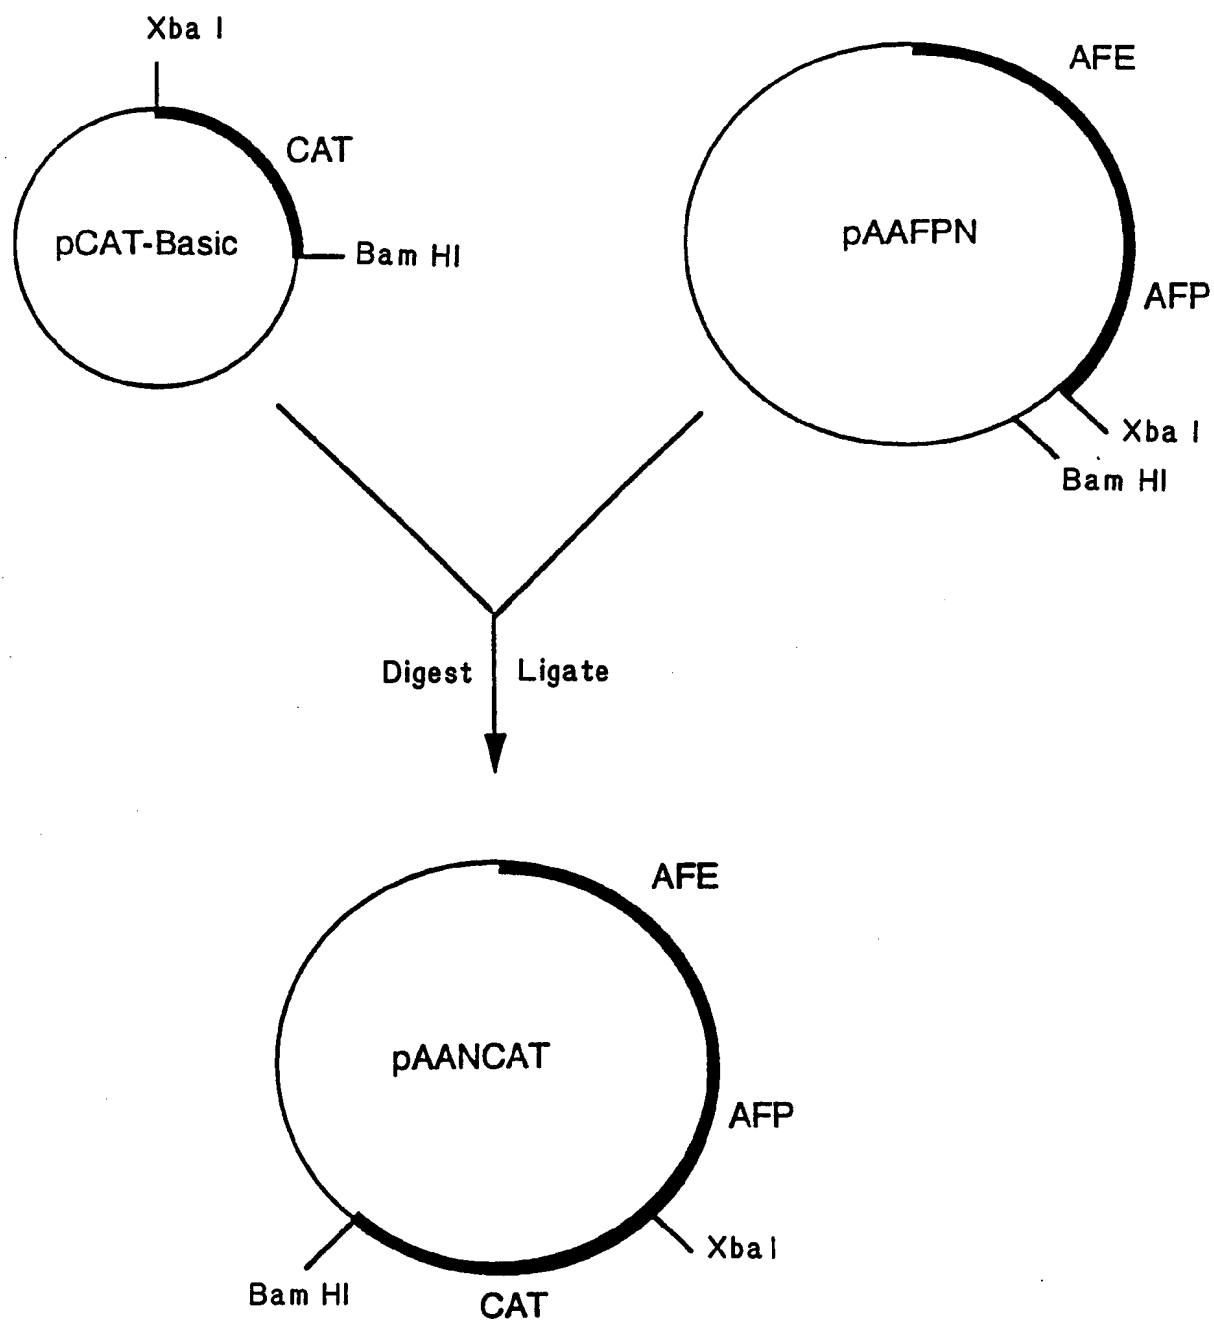 Xba I
CAT
pCAT-Basic
Bam HI
AFE
pAAFPN
AFP
Xba I
Bam HI
Digest Ligate
AFE
pAANCAT
AFP
Xba I
Bam HI
CAT